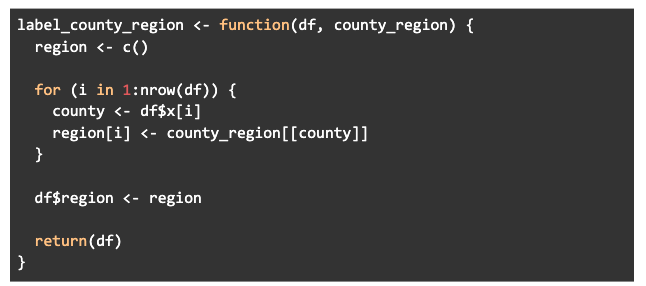 label_county_region <- function(df, county_region) {
  region <- c()

  for (i in 1:nrow(df)) {
    county <- df$x[i]
    region[i] <- county_region[[county]]
  }

  df$region <- region

  return(df)
}